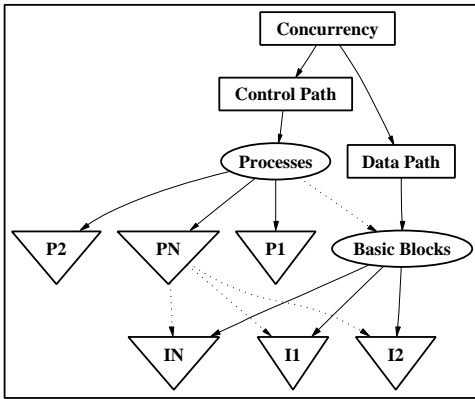 Concurrency
Control Path
Processes
Data Path
P2
PN
P1
Basic Blocks
IN
I1
I2